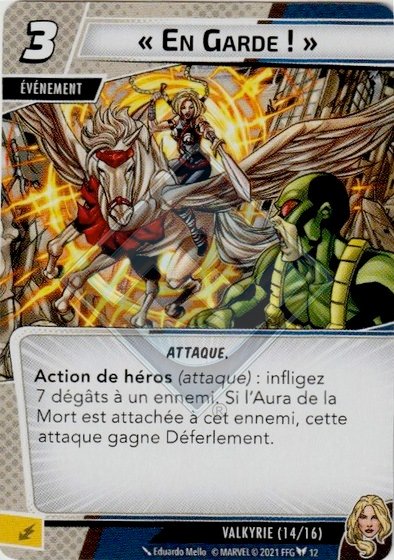 3
« EN GARDE ! »
ÉVÉNEMENT
ATTAQUE.
Action de héros (attaque) : infligez
7 dégâts à un ennemi. Si l'Aura de la
Mort est attachée à cet ennemi, cette
attaque gagne Déferlement.
®
VALKYRIE (14/16)
Eduardo Mello © MARVEL © 2021 FFG 12